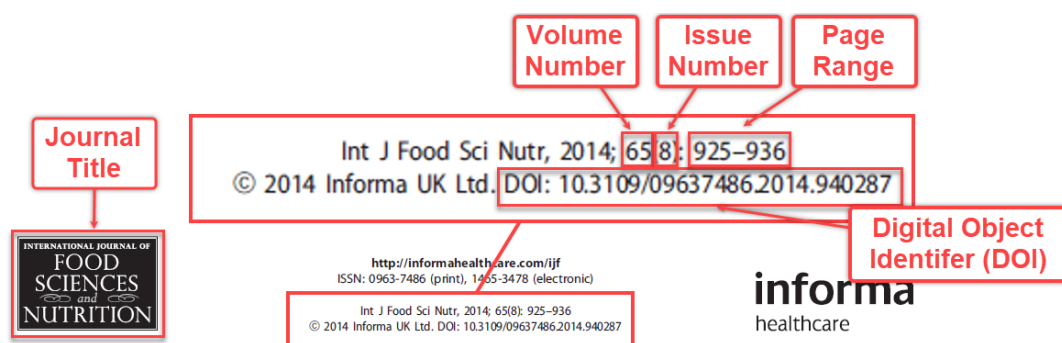 Volume
Number
Issue
Number
Page
Range
Journal
Title
Int J Food Sci Nutr, 2014; 65(8): 925–936
© 2014 Informa UK Ltd. DOI: 10.3109/09637486.2014.940287
Digital Object
Identifer (DOI)
INTERNATIONAL JOURNAL OF
FOOD
SCIENCES
and
NUTRITION
http://informahealthcare.com/ijf
ISSN: 0963-7486 (print), 1465-3478 (electronic)
Int J Food Sci Nutr, 2014; 65(8): 925–936
© 2014 Informa UK Ltd. DOI: 10.3109/09637486.2014.940287
informa
healthcare